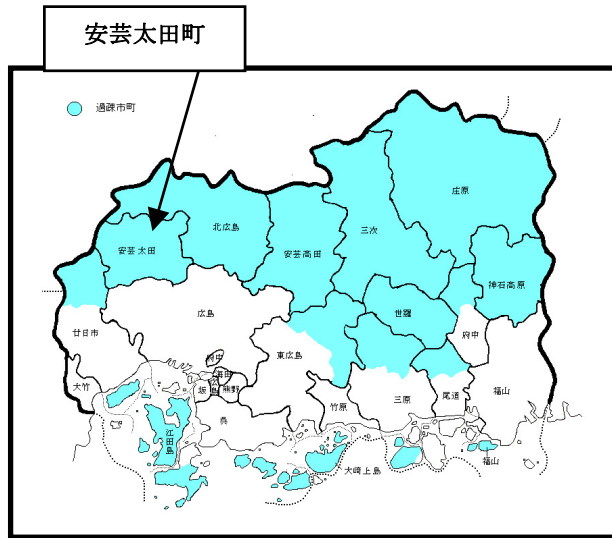 安芸太田町
過疎市町
庄原
三次
北広島
安芸高田
安芸太田
神石高原
世羅
広島
府中
廿日市
東広島
府中
海田
大竹
坂
広島
熊野
尾道
福山
三原
竹原
呉
江田島
大崎上島
福山